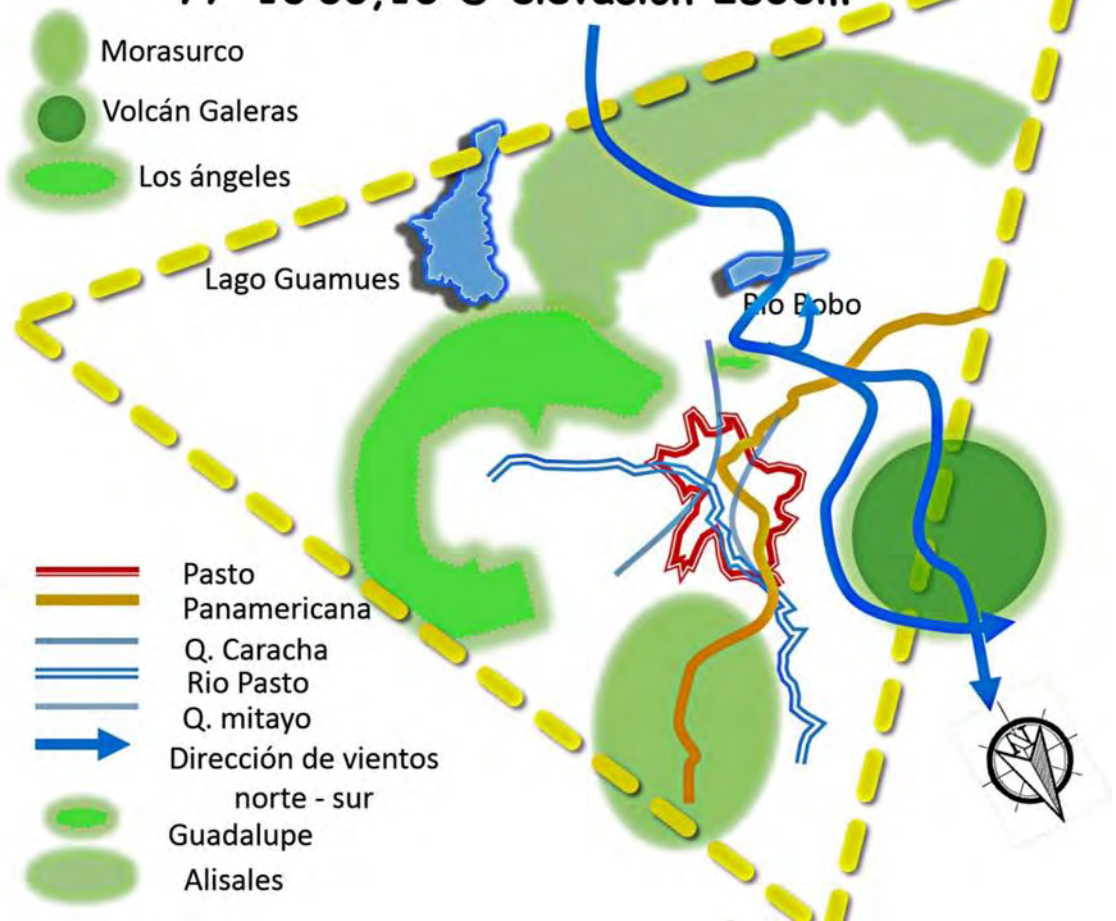 Morasurco
Volcán Galeras
Los ángeles
Lago Guamues
Rio Bobo
Pasto
Panamericana
Q. Caracha
Rio Pasto
Q. mitayo
Dirección de vientos
norte - sur
Guadalupe
Alisales
N